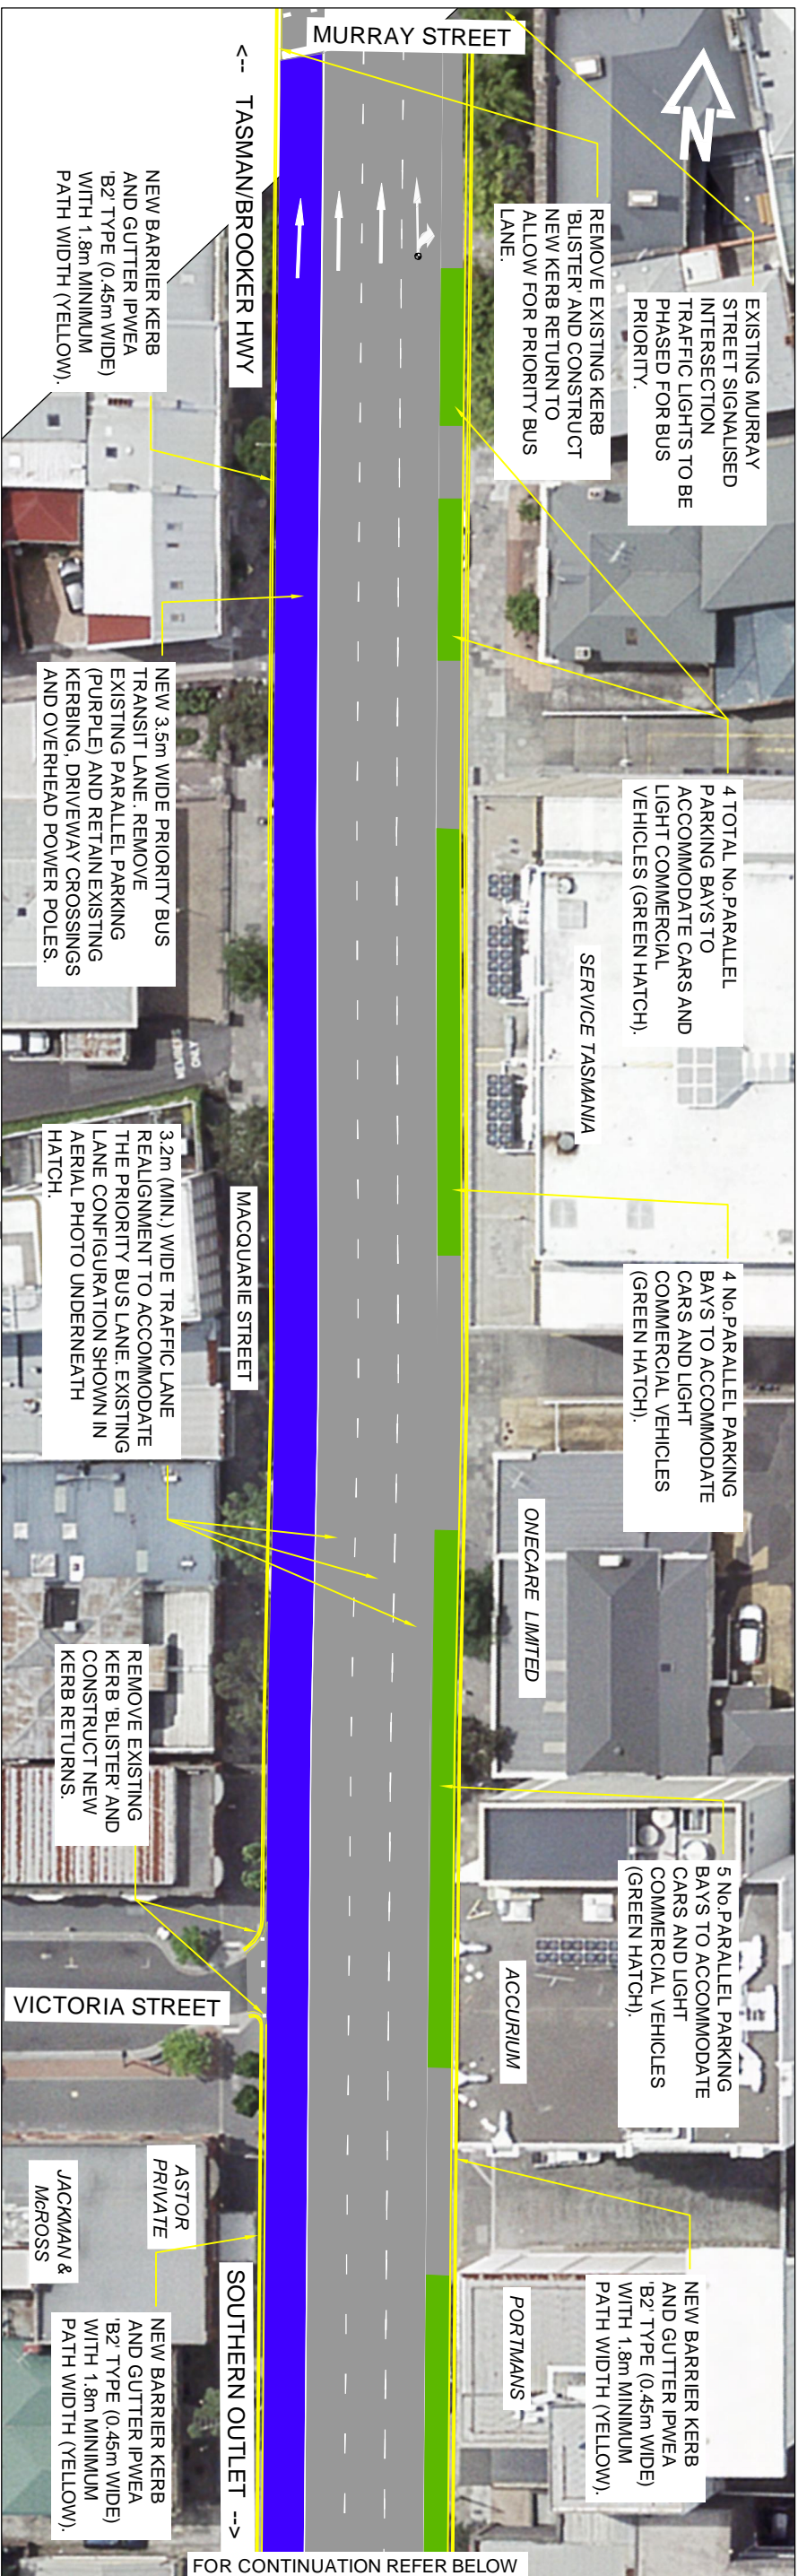 MURRAY STREET
<-- TASMAN/BROOKER HWY
N
EXISTING MURRAY
STREET SIGNALISED
INTERSECTION
TRAFFIC LIGHTS TO BE
PHASED FOR BUS
PRIORITY.
REMOVE EXISTING KERB
'BLISTER' AND CONSTRUCT
NEW KERB RETURN TO
ALLOW FOR PRIORITY BUS
LANE.
NEW BARRIER KERB
AND GUTTER IPWEA
'B2' TYPE (0.45m WIDE)
WITH 1.8m MINIMUM
PATH WIDTH (YELLOW).
4 TOTAL No.PARALLEL
PARKING BAYS TO
ACCOMMODATE CARS AND
LIGHT COMMERCIAL
VEHICLES (GREEN HATCH).
NEW 3.5m WIDE PRIORITY BUS
TRANSIT LANE. REMOVE
EXISTING PARALLEL PARKING
(PURPLE) AND RETAIN EXISTING
KERBING, DRIVEWAY CROSSINGS
AND OVERHEAD POWER POLES.
SERVICE TASMANIA
4 No.PARALLEL PARKING
BAYS TO ACCOMMODATE
CARS AND LIGHT
COMMERCIAL VEHICLES
(GREEN HATCH).
MEMBERS
ONLY
MACQUARIE STREET
3.2m (MIN.) WIDE TRAFFIC LANE
REALIGNMENT TO ACCOMMODATE
THE PRIORITY BUS LANE. EXISTING
LANE CONFIGURATION SHOWN IN
AERIAL PHOTO UNDERNEATH
HATCH.
ONECARE LIMITED
REMOVE EXISTING
KERB 'BLISTER' AND
CONSTRUCT NEW
KERB RETURNS.
5 No.PARALLEL PARKING
BAYS TO ACCOMMODATE
CARS AND LIGHT
COMMERCIAL VEHICLES
(GREEN HATCH).
ACCURIUM
VICTORIA STREET
ASTOR
PRIVATE
JACKMAN &
McROSS
NEW BARRIER KERB
AND GUTTER IPWEA
'B2' TYPE (0.45m WIDE)
WITH 1.8m MINIMUM
PATH WIDTH (YELLOW).
PORTMANS
SOUTHERN OUTLET -->
NEW BARRIER KERB
AND GUTTER IPWEA
'B2' TYPE (0.45m WIDE)
WITH 1.8m MINIMUM
PATH WIDTH (YELLOW).
FOR CONTINUATION REFER BELOW